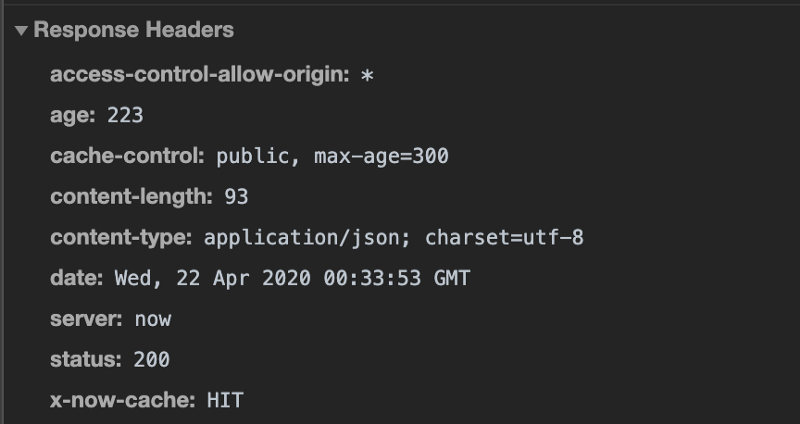 Response Headers
access-control-allow-origin: *
age: 223
cache-control: public, max-age=300
content-length: 93
content-type: application/json; charset=utf-8
date: Wed, 22 Apr 2020 00:33:53 GMT
server: now
status: 200
x-now-cache: HIT